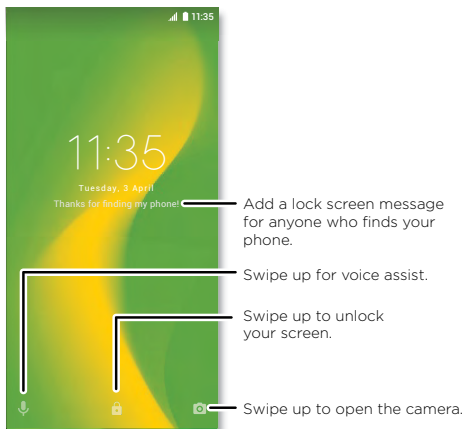 11:35
11:35
Tuesday, 3 April
Thanks for finding my phone!
Add a lock screen message
for anyone who finds your
phone.
Swipe up for voice assist.
Swipe up to unlock
your screen.
Swipe up to open the camera.